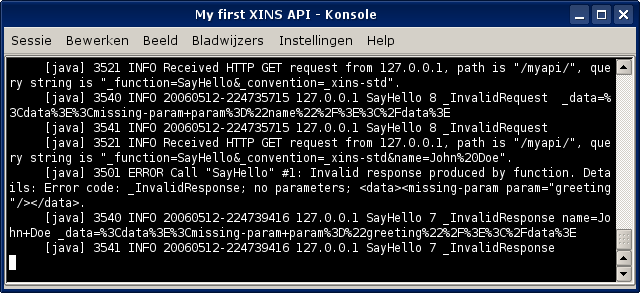 My first XINS API - Konsole
Sessie Bewerken Beeld Bladwijzers Instellingen Help
[java] 3521 INFO Received HTTP GET request from 127.0.0.1, path is "/myapi/", que
ry string is "_function=SayHello&_convention=_xins-std".
[java] 3540 INFO 20060512-224735715 127.0.0.1 SayHello 8 _InvalidRequest _data=%
3Cdata%3E%3Cmissing-param+param%3D%22name%22%2F%3E%3C%2Fdata%3E
[java] 3541 INFO 20060512-224735715 127.0.0.1 SayHello 8 _InvalidRequest
[java] 3521 INFO Received HTTP GET request from 127.0.0.1, path is "/myapi/", que
ry string is "_function=SayHello&_convention=_xins-std&name=John%20Doe".
[java] 3501 ERROR Call "SayHello" #1: Invalid response produced by function. Deta
ils: Error code: _InvalidResponse; no parameters; <data><missing-param param="greeting
"/></data>.
[java] 3540 INFO 20060512-224739416 127.0.0.1 SayHello 7 _InvalidResponse name=Jo
hn+Doe _data=%3Cdata%3E%3Cmissing-param+param%3D%22greeting%22%2F%3E%3C%2Fdata%3E
[java] 3541 INFO 20060512-224739416 127.0.0.1 SayHello 7 _InvalidResponse